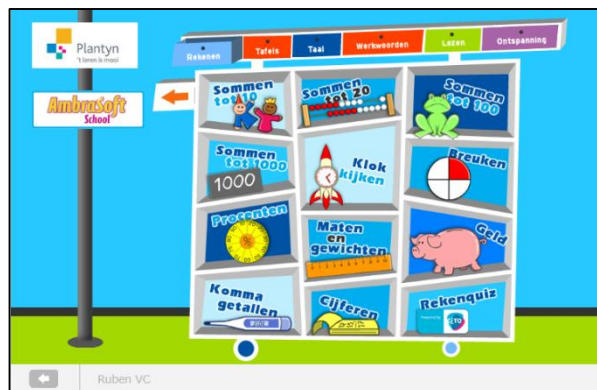 Plantyn
't leren is mooi
AmbraSoft
School
Rekenen
Tafels
Taal
Werkwoorden
Lezen
Ontspanning
Sommen
tot 10
Sommen
tot 20
Sommen
tot 100
Sommen
tot 1000
1000
Klok
kijken
Breuken
Procenten
Maten
en
gewichten
Geld
Komma
getallen
Cijferen
Rekenquiz
Ruben VC